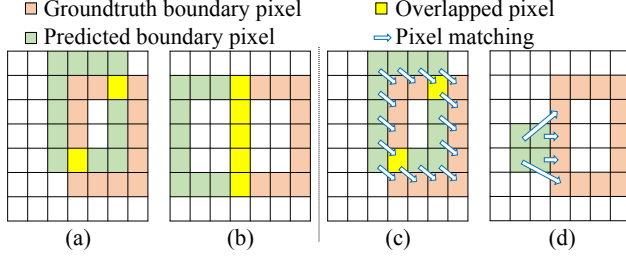 Groundtruth boundary pixel Overlapped pixel
Predicted boundary pixel Pixel matching
(a) (b) (c) (d)